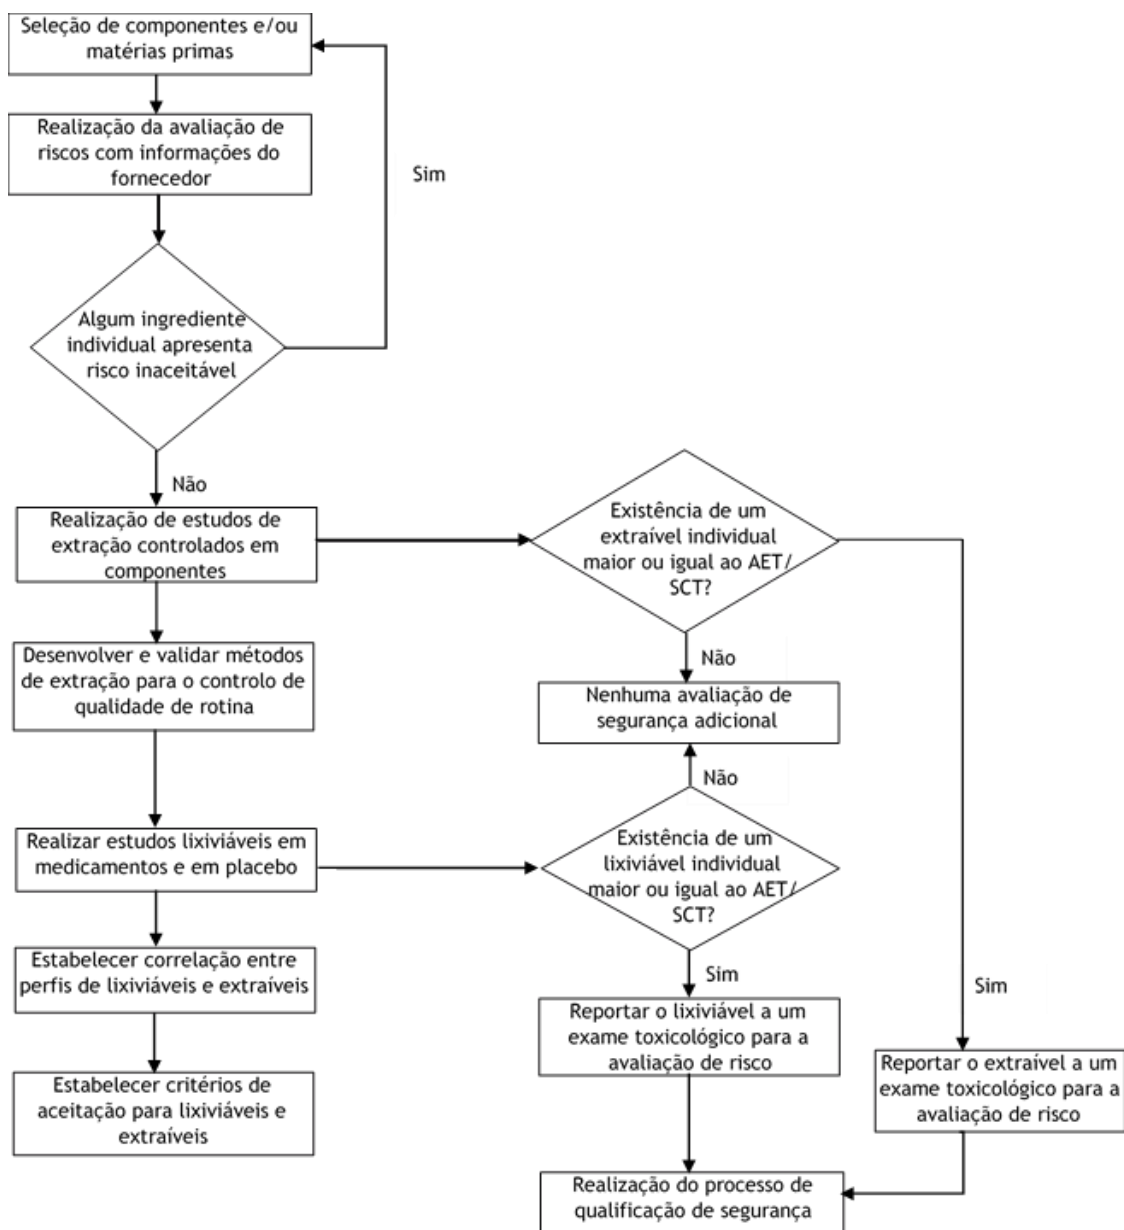 Seleção de componentes e/ou
matérias primas
Realização da avaliação de
riscos com informações do
fornecedor
Sim
Algum ingrediente
individual apresenta
risco inaceitável
Não
Realização de estudos de
extração controlados em
componentes
Existência de um
extraível individual
maior ou igual ao AET/
SCT?
Não
Desenvolver e validar métodos
de extração para o controlo de
qualidade de rotina
Nenhuma avaliação de
segurança adicional
Não
Realizar estudos lixiviáveis em
medicamentos e em placebo
Existência de um
lixiviável individual
maior ou igual ao AET/
SCT?
Estabelecer correlação entre
perfis de lixiviáveis e extraíveis
Sim
Sim
Reportar o lixiviável a um
exame toxicológico para a
avaliação de risco
Reportar o extraível a um
exame toxicológico para a
avaliação de risco
Estabelecer critérios de
aceitação para lixiviáveis e
extraíveis
Realização do processo de
qualificação de segurança